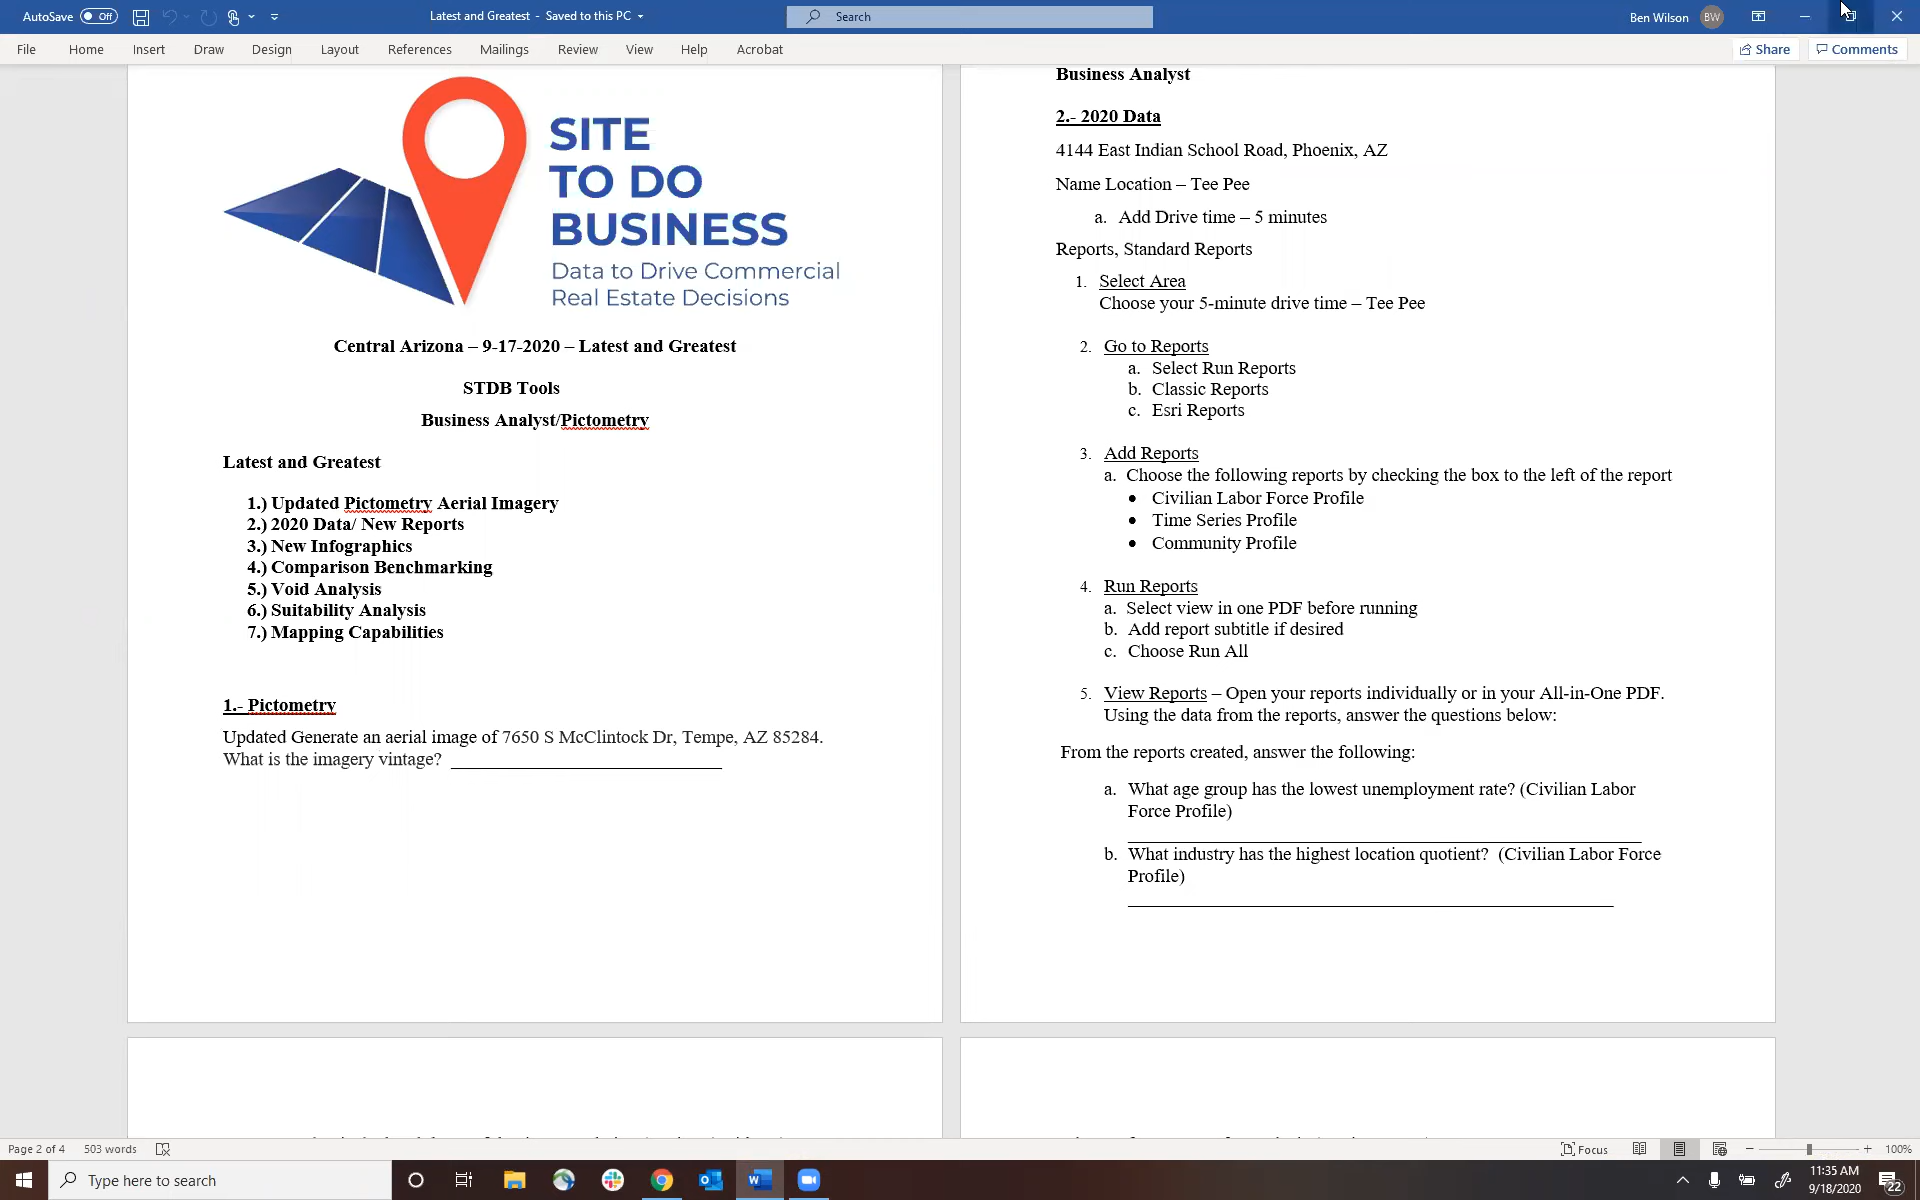 AutoSave Off Latest and Greatest - Saved to this PC Search Ben Wilson BW
File Home Insert Draw Design Layout References Mailings Review View Help Acrobat Share Comments
SITE
TO DO
BUSINESS
Data to Drive Commercial
Real Estate Decisions
Central Arizona – 9-17-2020 – Latest and Greatest
STDB Tools
Business Analyst/Pictometry
Latest and Greatest
1.) Updated Pictometry Aerial Imagery
2.) 2020 Data/ New Reports
3.) New Infographics
4.) Comparison Benchmarking
5.) Void Analysis
6.) Suitability Analysis
7.) Mapping Capabilities
1.- Pictometry
Updated Generate an aerial image of 7650 S McClintock Dr, Tempe, AZ 85284.
What is the imagery vintage? ____________________________
Business Analyst
2.- 2020 Data
4144 East Indian School Road, Phoenix, AZ
Name Location – Tee Pee
a. Add Drive time – 5 minutes
Reports, Standard Reports
1. Select Area
Choose your 5-minute drive time – Tee Pee
2. Go to Reports
a. Select Run Reports
b. Classic Reports
c. Esri Reports
3. Add Reports
a. Choose the following reports by checking the box to the left of the report
• Civilian Labor Force Profile
• Time Series Profile
• Community Profile
4. Run Reports
a. Select view in one PDF before running
b. Add report subtitle if desired
c. Choose Run All
5. View Reports – Open your reports individually or in your All-in-One PDF.
Using the data from the reports, answer the questions below:
From the reports created, answer the following:
a. What age group has the lowest unemployment rate? (Civilian Labor
Force Profile)
b. What industry has the highest location quotient? (Civilian Labor Force
Profile)
Page 2 of 4 503 words Focus 100%
Type here to search 11:35 AM
9/18/2020 22